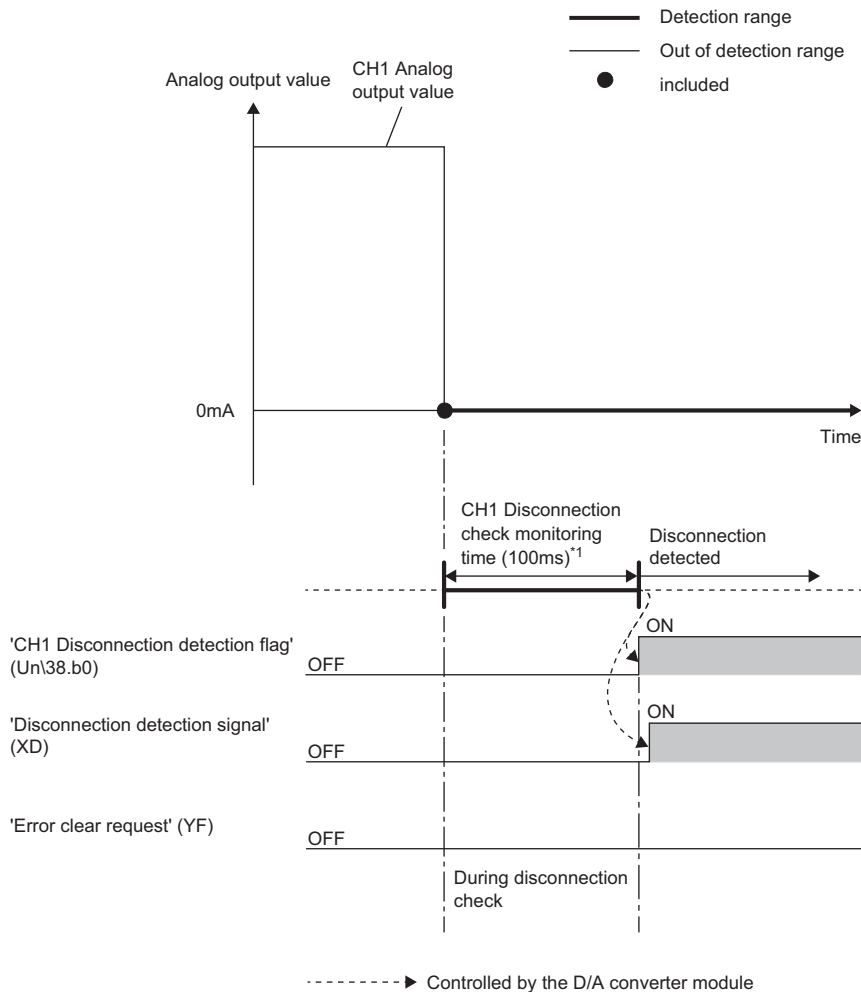 Detection range
Out of detection range
included
Analog output value
CH1 Analog
output value
0mA
Time
CH1 Disconnection
check monitoring
time (100ms)*1
Disconnection
detected
'CH1 Disconnection detection flag'
(Un\38.b0)
OFF
ON
'Disconnection detection signal'
(XD)
OFF
ON
'Error clear request' (YF)
OFF
During disconnection
check
Controlled by the D/A converter module